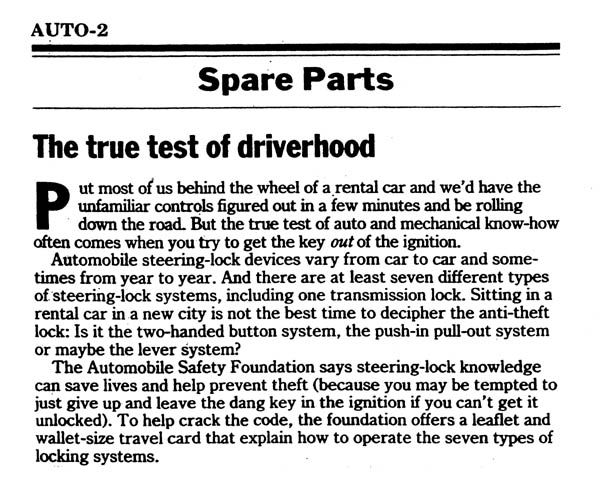 AUTO-2
Spare Parts
The true test of driverhood
Put most of us behind the wheel of a rental car and we'd have the
unfamiliar controls figured out in a few minutes and be rolling
down the road. But the true test of auto and mechanical know-how
often comes when you try to get the key out of the ignition.
Automobile steering-lock devices vary from car to car and some-
times from year to year. And there are at least seven different types
of steering-lock systems, including one transmission lock. Sitting in a
rental car in a new city is not the best time to decipher the anti-theft
lock: Is it the two-handed button system, the push-in pull-out system
or maybe the lever system?
The Automobile Safety Foundation says steering-lock knowledge
can save lives and help prevent theft (because you may be tempted to
just give up and leave the dang key in the ignition if you can't get it
unlocked). To help crack the code, the foundation offers a leaflet and
wallet-size travel card that explain how to operate the seven types of
locking systems.